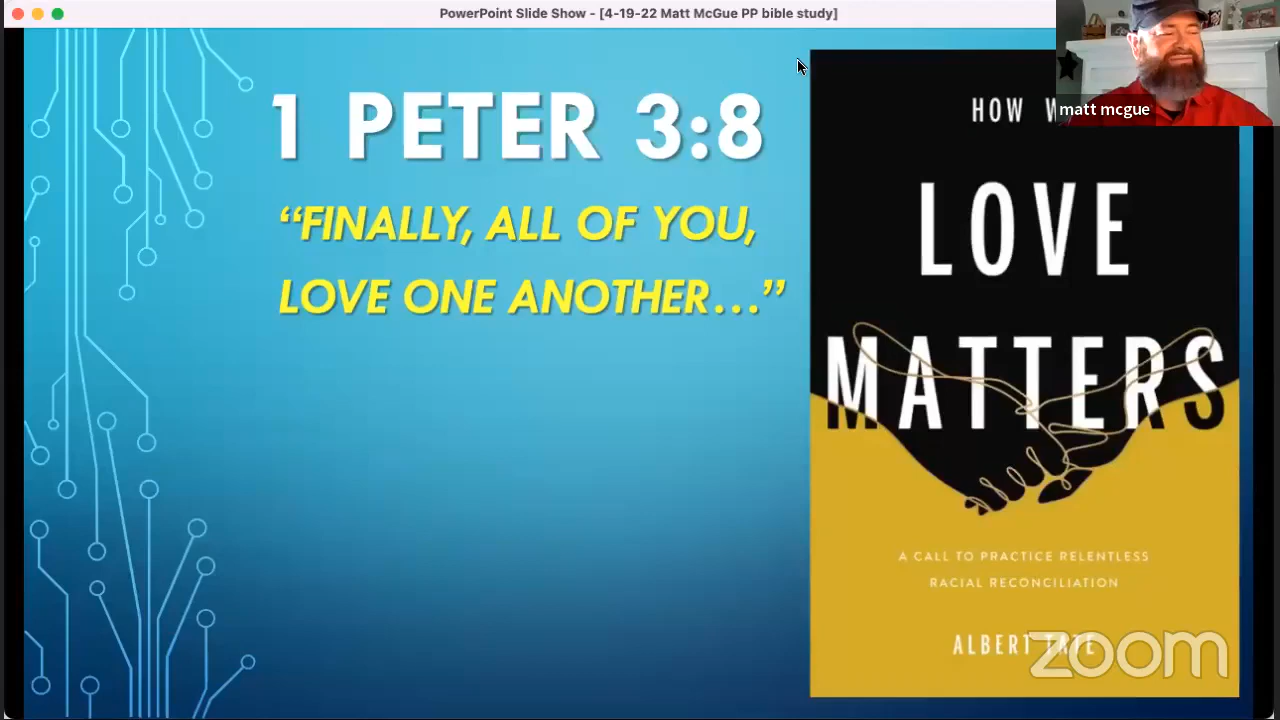 PowerPoint Slide Show - [4-19-22 Matt McGue PP bible study]
1 PETER 3:8
“FINALLY, ALL OF YOU,
LOVE ONE ANOTHER...”
HOW W
LOVE
MATTERS
A CALL TO PRACTICE RELENTLESS
RACIAL RECONCILIATION
ALBERT TATE
matt mcgue
zoom